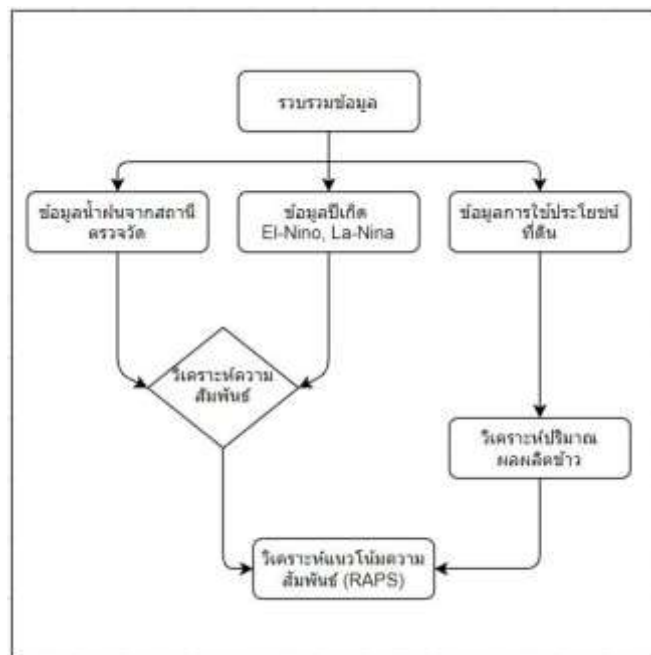 รวบรวมข้อมูล
ข้อมูลน้ำฝนจากสถานี
ตรวจวัด
ข้อมูลปีเกิด
El-Nino, La-Nina
ข้อมูลการใช้ประโยชน์
ที่ดิน
วิเคราะห์ความ
สัมพันธ์
วิเคราะห์ปริมาณ
ผลผลิตข้าว
วิเคราะห์แนวโน้มความ
สัมพันธ์ (RAPS)